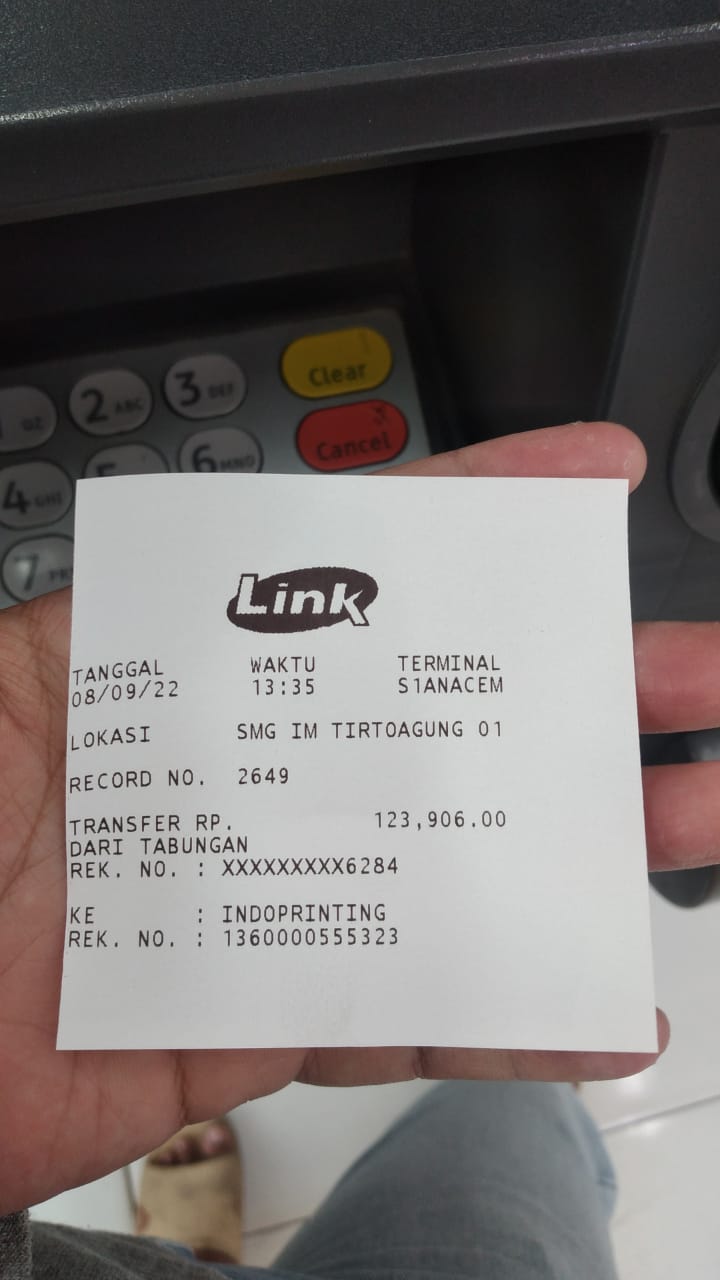 Clear
2 ABC
3 DEF
Cancel
4 GHI
6 MNO
7
Link
TANGGAL WAKTU TERMINAL
08/09/22 13:35 S1ANACEM
LOKASI SMG IM TIRTOAGUNG 01
RECORD NO. 2649
TRANSFER RP. 123,906.00
DARI TABUNGAN
REK. NO. : XXXXXXXXX6284
KE : INDOPRINTING
REK. NO. : 1360000555323